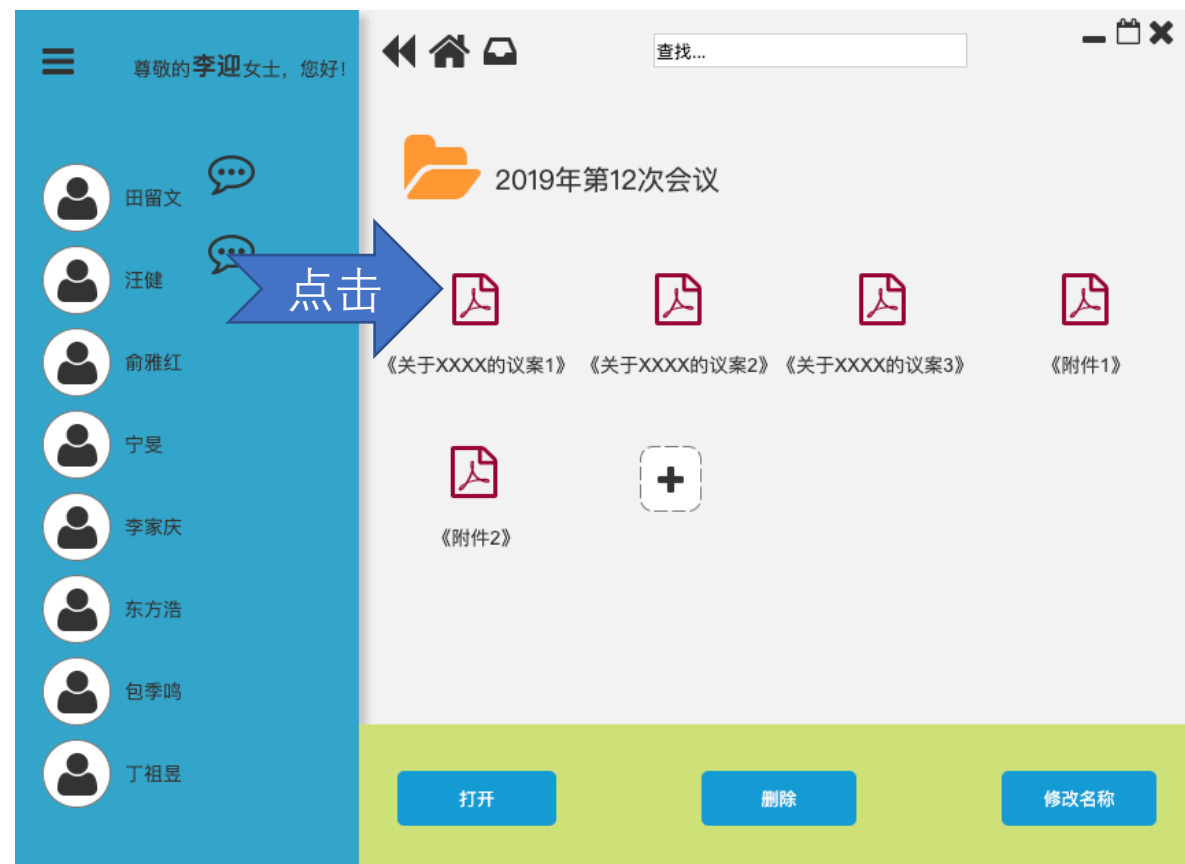 尊敬的李迎女士，您好！
查找...
田留文
汪健
俞雅红
宁旻
李家庆
东方浩
包季鸣
丁祖昱
2019年第12次会议
点击
《关于XXXX的议案1》
《关于XXXX的议案2》
《关于XXXX的议案3》
《附件1》
《附件2》
打开
删除
修改名称